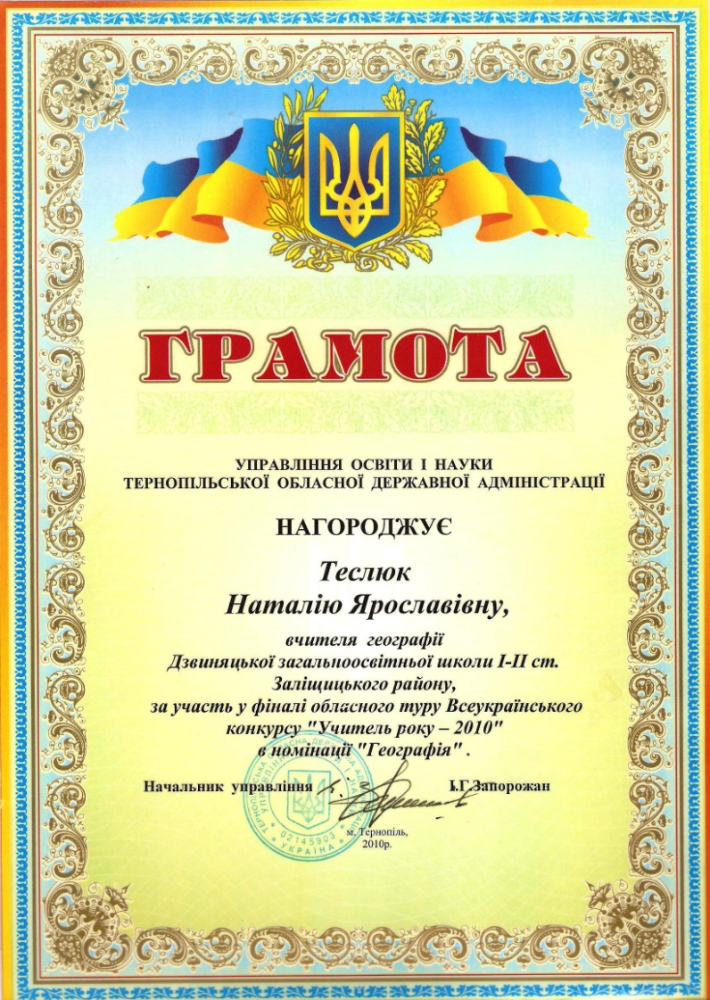 ГРАМОТА
УПРАВЛІННЯ ОСВІТИ І НАУКИ
ТЕРНОПІЛЬСЬКОЇ ОБЛАСНОЇ ДЕРЖАВНОЇ АДМІНІСТРАЦІЇ
НАГОРОДЖУЄ
Теслюк
Наталію Ярославівну,
вчителя географії
Дзвиняцької загальноосвітньої школи І-ІІ ст.
Заліщицького району,
за участь у фіналі обласного туру Всеукраїнського
конкурсу "Учитель року – 2010"
в номінації "Географія".
Начальник управління І.Г.Запорожан
м. Тернопіль,
2010р.
02145903
УКРАЇНА